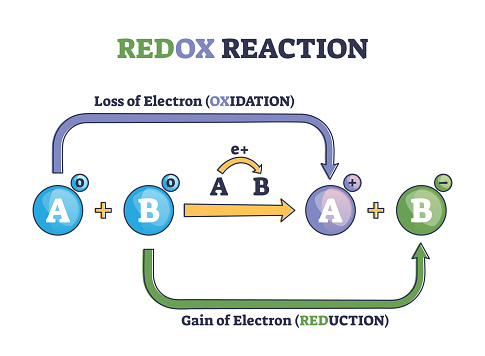 REDOX REACTION
Loss of Electron (OXIDATION)
e+
A B
A o + B o A + + B −
Gain of Electron (REDUCTION)